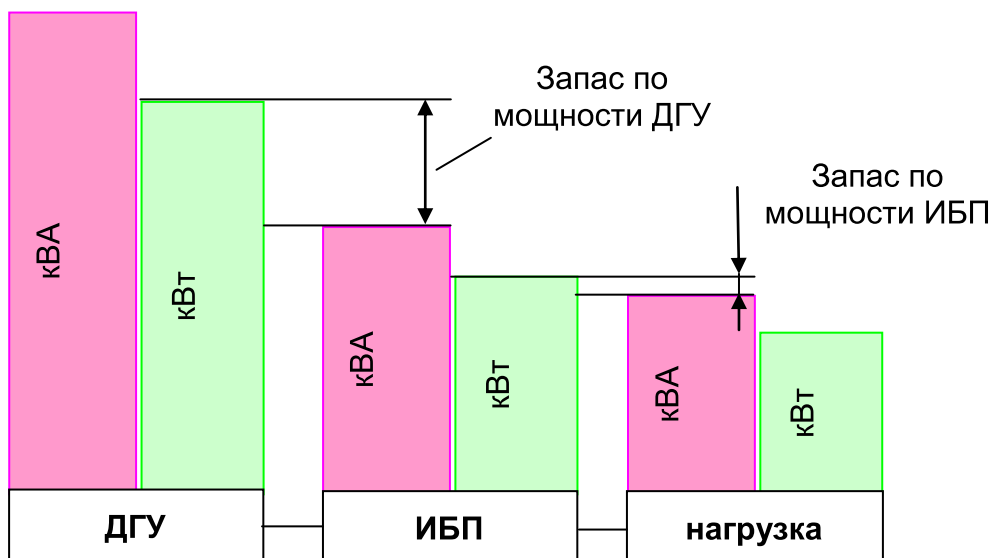 Запас по
мощности ДГУ
Запас по
мощности ИБП
кВА
кВт
кВА
кВт
кВА
кВт
ДГУ
ИБП
нагрузка